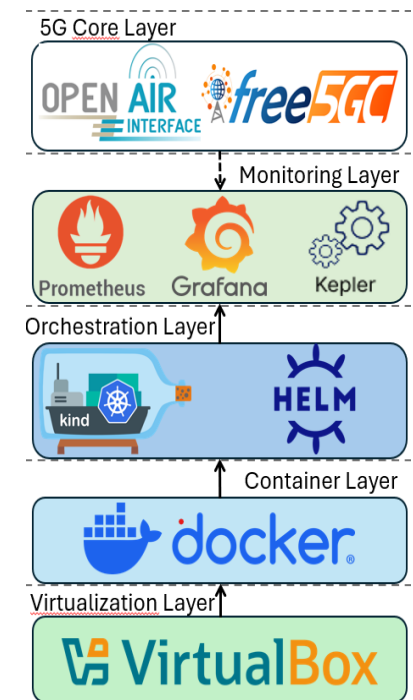 5G Core Layer
OPEN AIR
INTERFACE
free5GC
Monitoring Layer
Prometheus
Grafana
Kepler
Orchestration Layer
kind
HELM
Container Layer
docker®
Virtualization Layer
VirtualBox